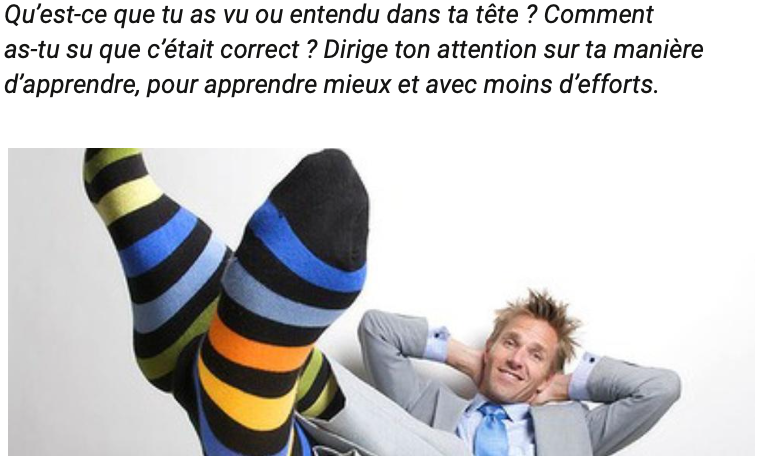 Qu’est-ce que tu as vu ou entendu dans ta tête ? Comment
as-tu su que c’était correct ? Dirige ton attention sur ta manière
d’apprendre, pour apprendre mieux et avec moins d’efforts.